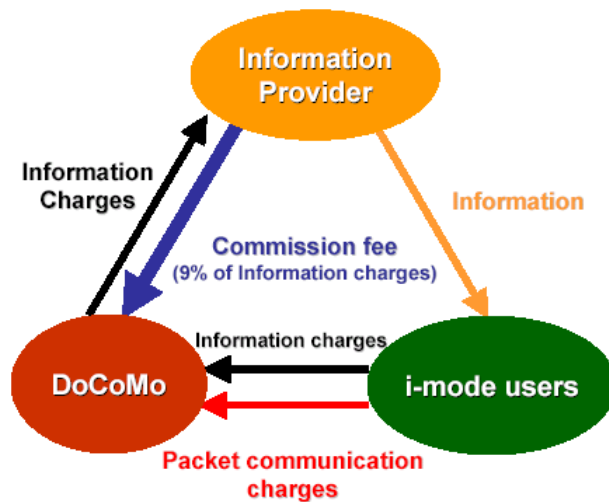 Information
Provider
Information
Charges
Information
Commission fee
(9% of Information charges)
Information charges
DoCoMo
i-mode users
Packet communication
charges